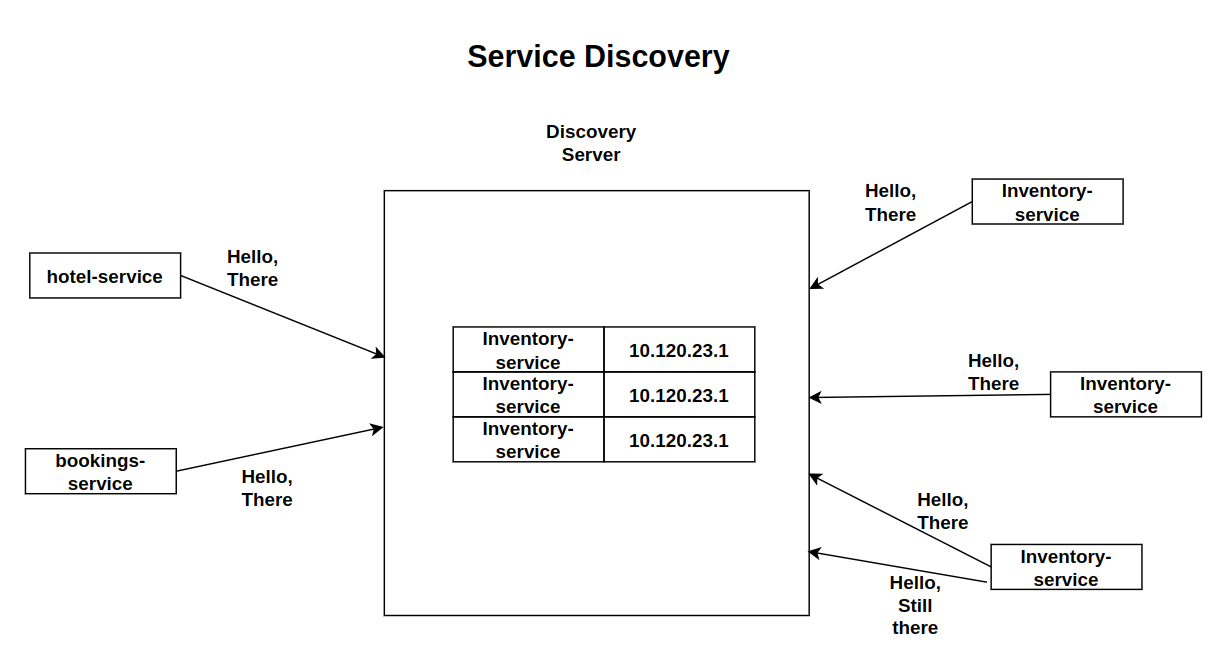 Service Discovery
Discovery
Server
Hello,
There
Inventory-
service
hotel-service
Hello,
There
Inventory-
service
10.120.23.1
Inventory-
service
10.120.23.1
Inventory-
service
10.120.23.1
Hello,
There
Inventory-
service
bookings-
service
Hello,
There
Hello,
There
Inventory-
service
Hello,
Still
there